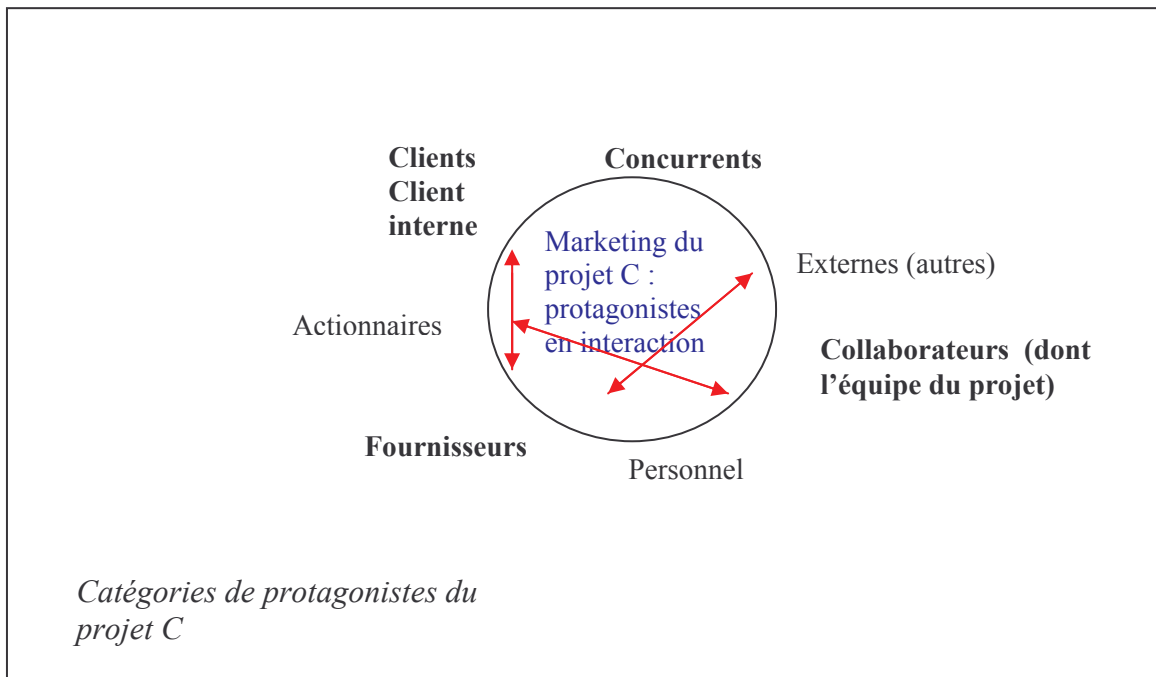 Clients
Client
interne
Concurrents
Marketing du
projet C :
protagonistes
en interaction
Externes (autres)
Actionnaires
Collaborateurs (dont
l’équipe du projet)
Fournisseurs
Personnel
Catégories de protagonistes du
projet C